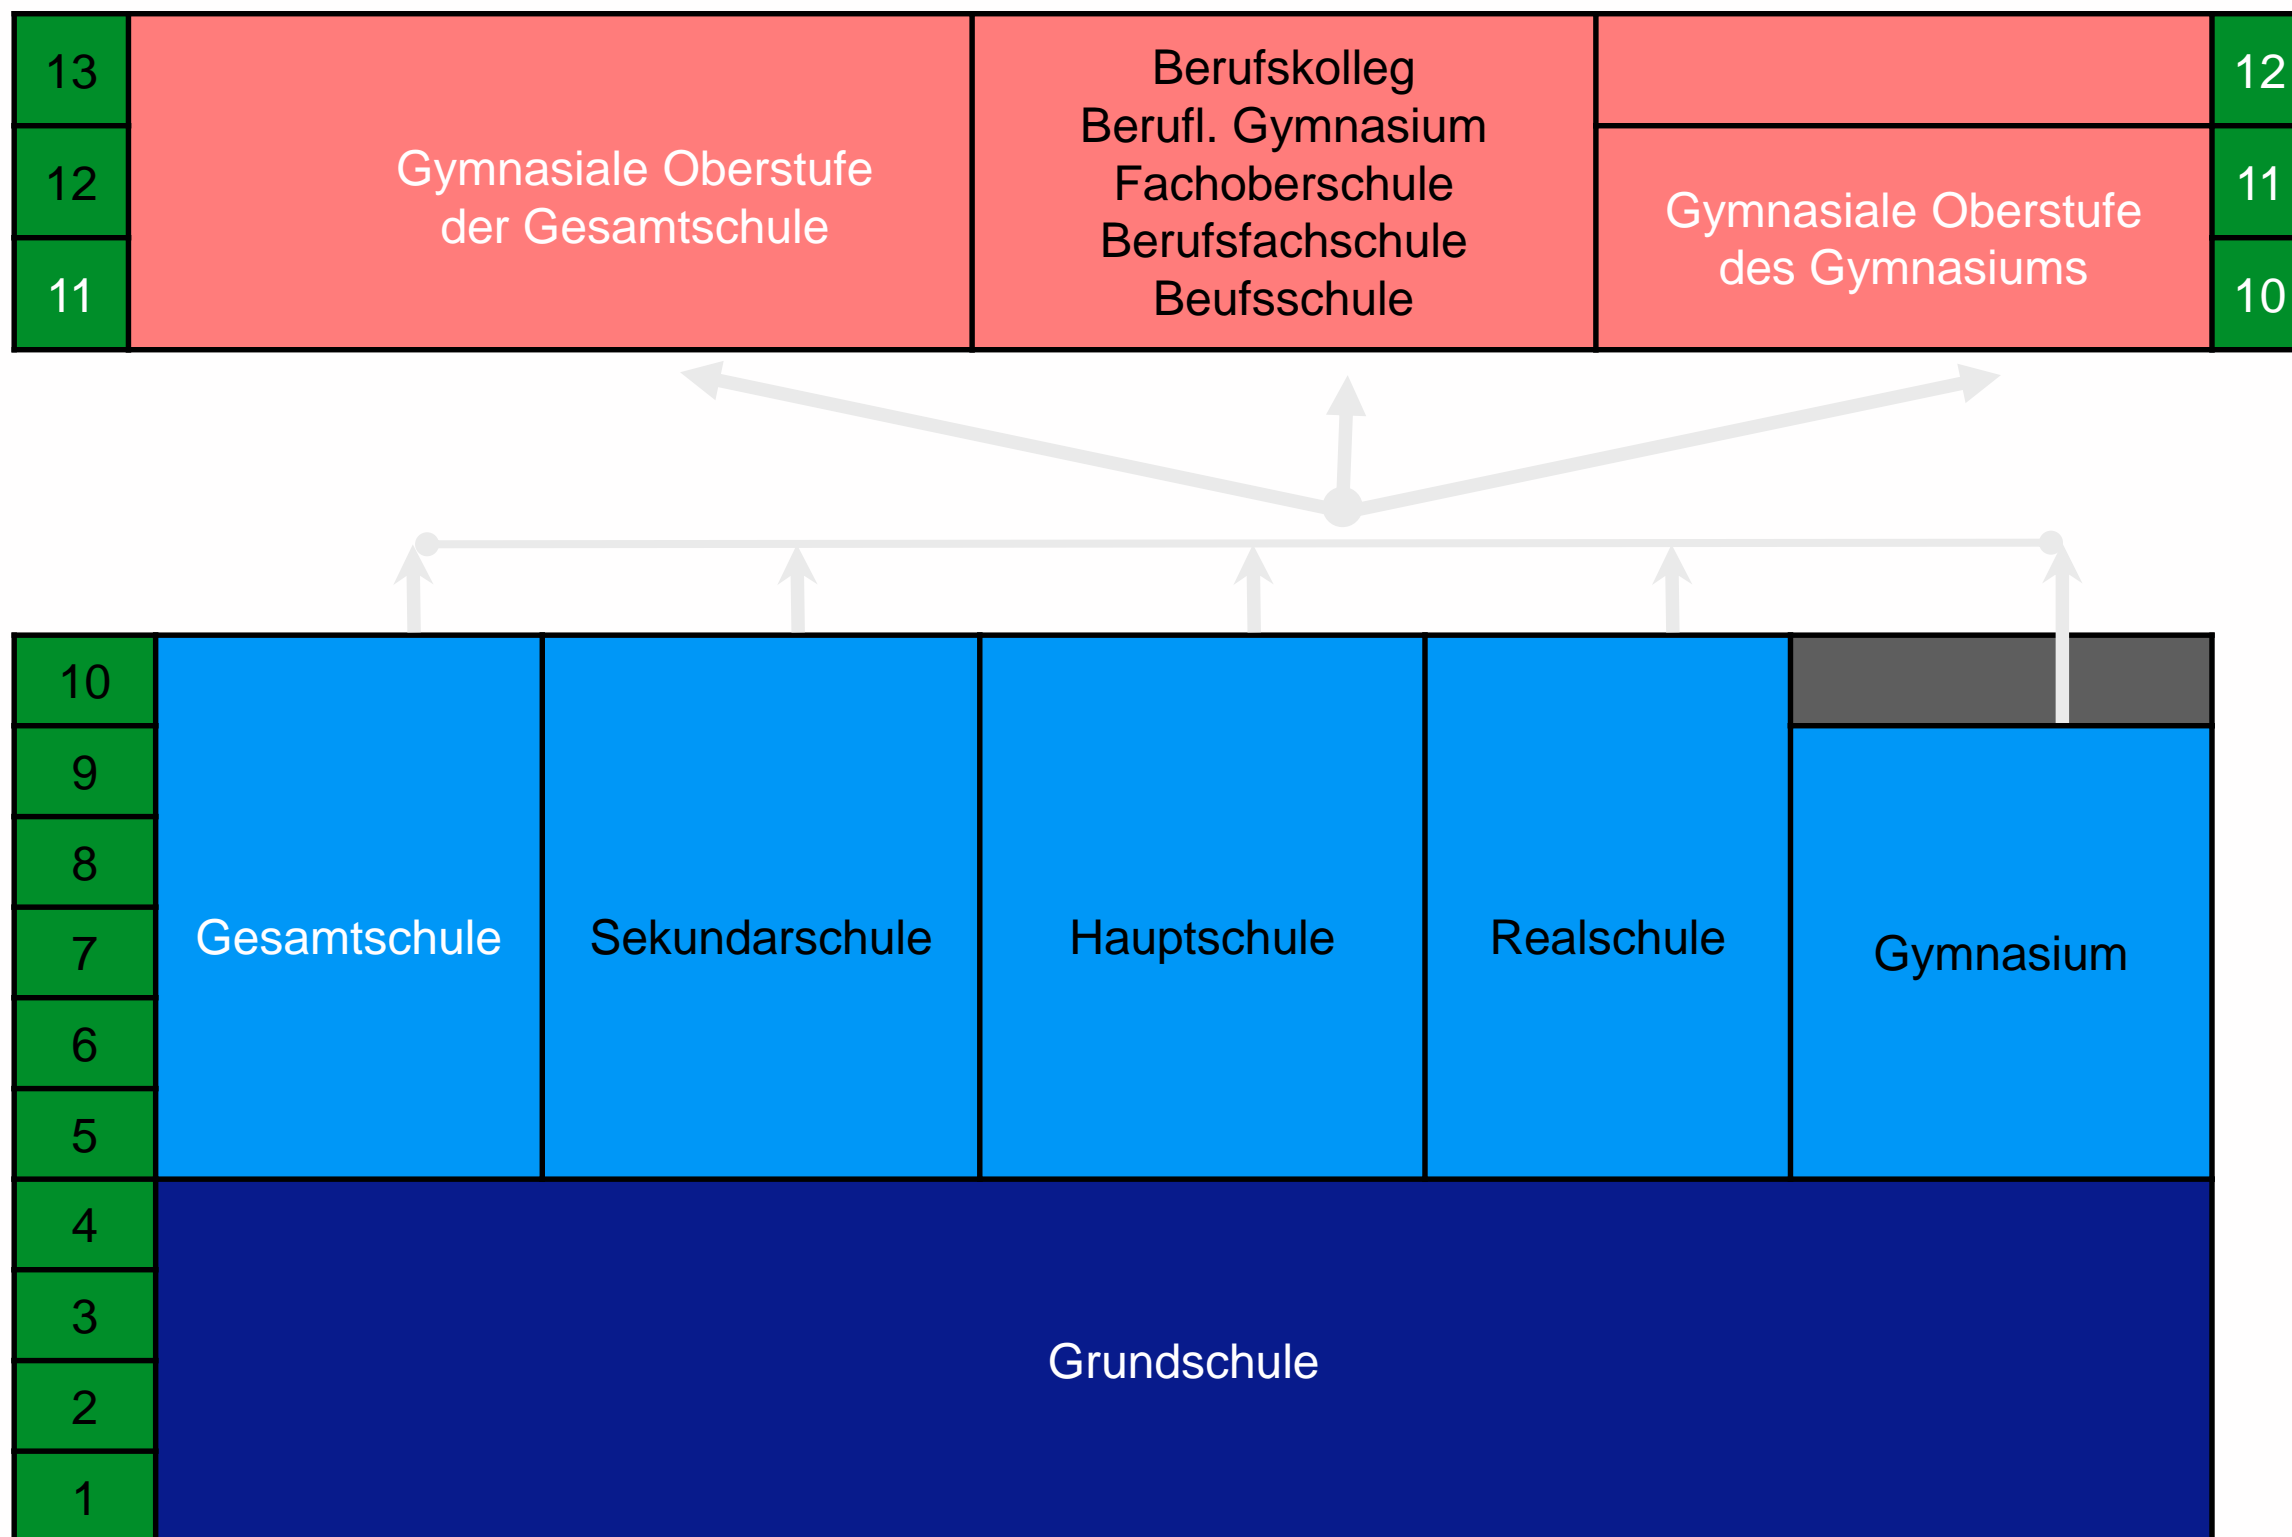 13
12
11
Gymnasiale Oberstufe
der Gesamtschule
Berufskolleg
Berufl. Gymnasium
Fachoberschule
Berufsfachschule
Beufsschule
Gymnasiale Oberstufe
des Gymnasiums
12
11
10
10
9
8
7
6
5
4
3
2
1
Gesamtschule
Sekundarschule
Hauptschule
Realschule
Gymnasium
Grundschule